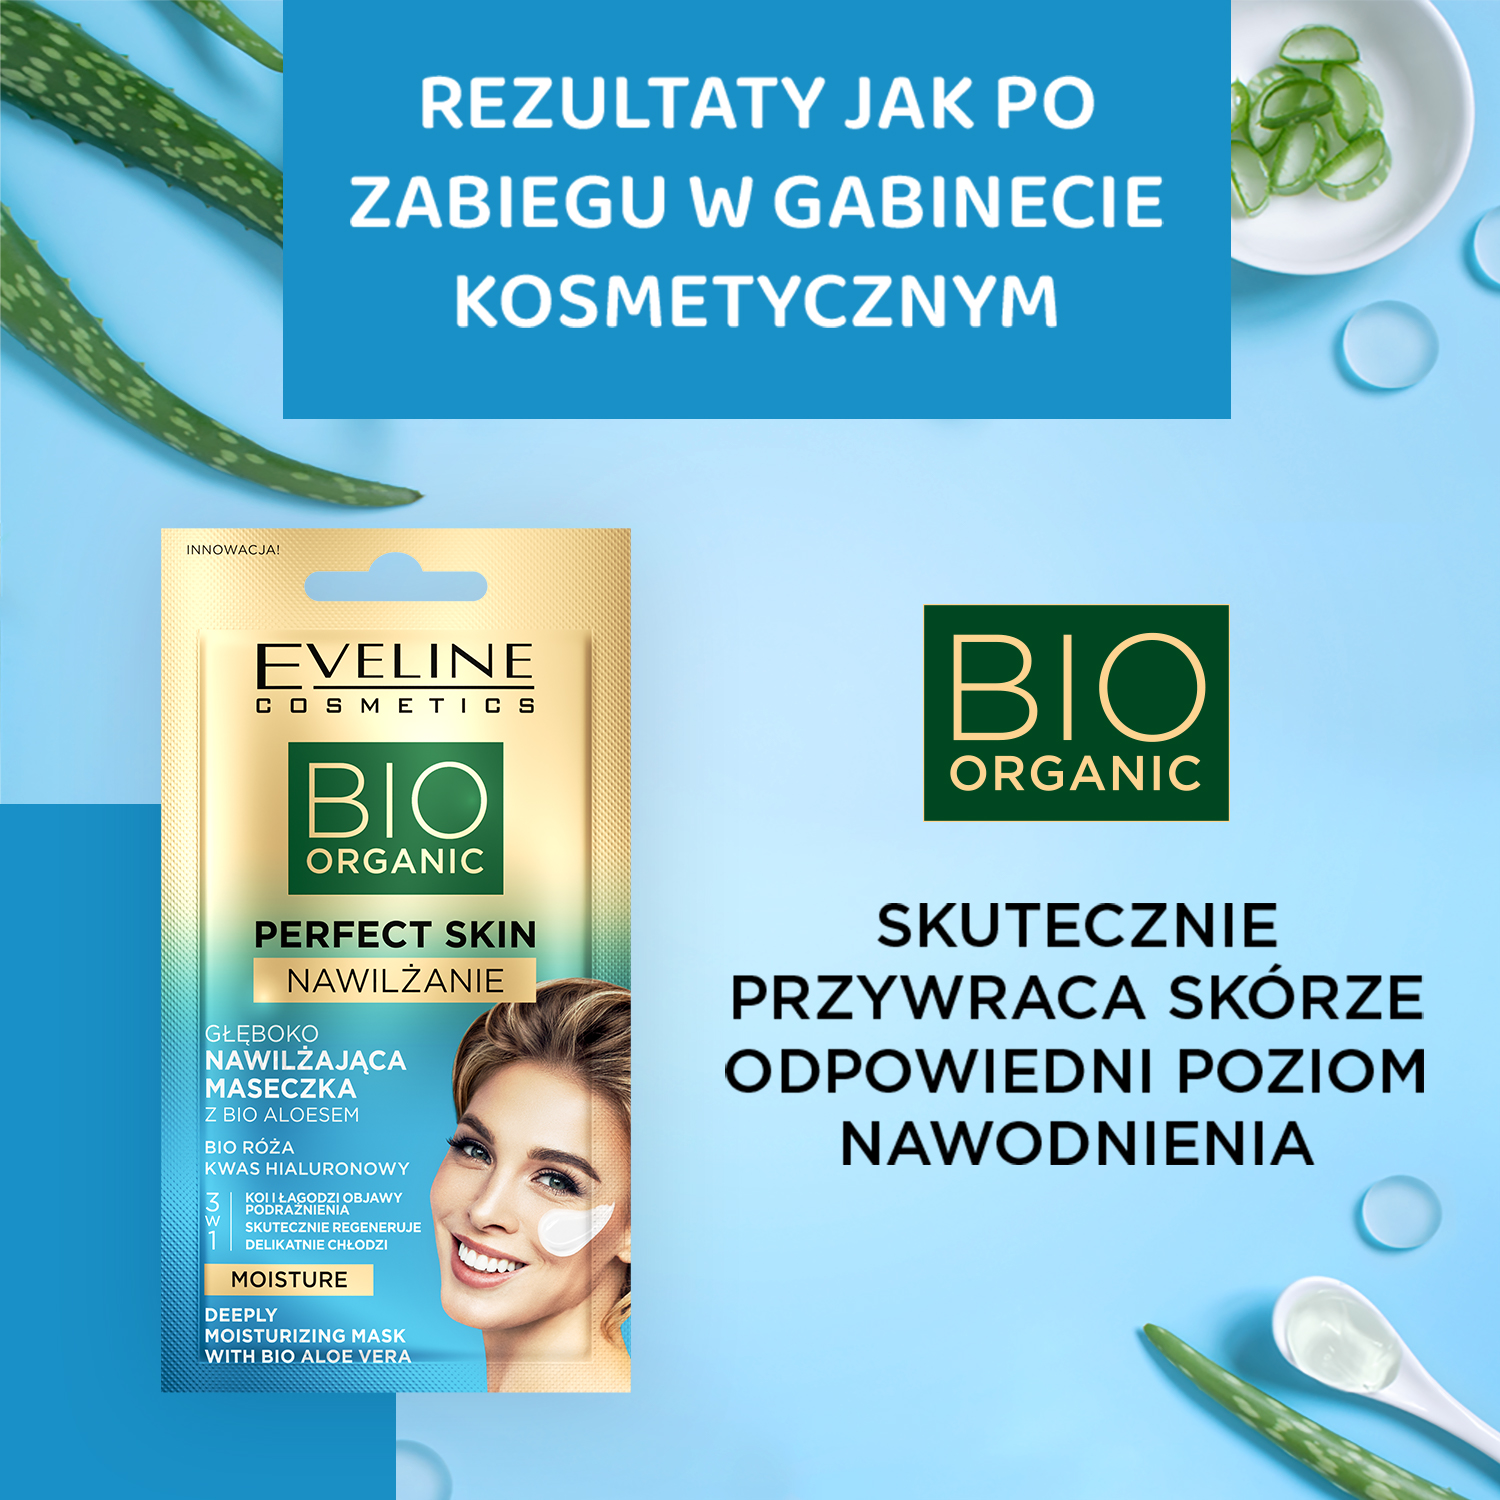 REZULTATY JAK PO
ZABIEGU W GABINECIE
KOSMETYCZNYM
INNOWACJA!
EVELINE
COSMETICS
BIO
ORGANIC
PERFECT SKIN
NAWILŻANIE
GŁĘBOKO
NAWILŻAJĄCA
MASECZKA
Z BIO ALOESEM
BIO RÓŻA
KWAS HIALURONOWY
3
W
1
KOI I ŁAGODZI OBJAWY
PODRAŻNIENIA
SKUTECZNIE REGENERUJE
DELIKATNIE CHŁODZI
MOISTURE
DEEPLY
MOISTURIZING MASK
WITH BIO ALOE VERA
BIO
ORGANIC
SKUTECZNIE
PRZYWRACA SKÓRZE
ODPOWIEDNI POZIOM
NAWODNIENIA